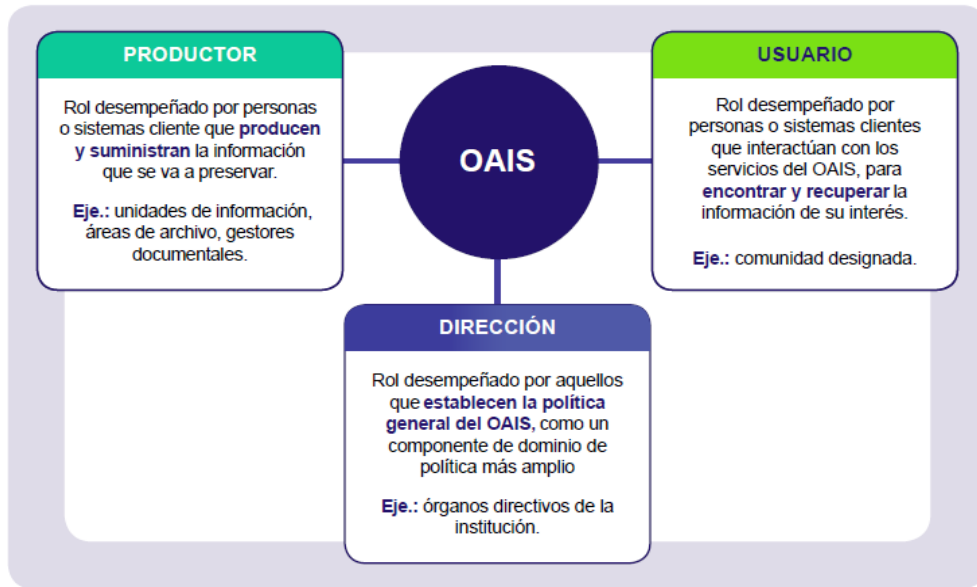 PRODUCTOR
Rol desempeñado por personas
o sistemas cliente que producen
y suministran la información
que se va a preservar.
Eje.: unidades de información,
áreas de archivo, gestores
documentales.
OAIS
USUARIO
Rol desempeñado por
personas o sistemas clientes
que interactúan con los
servicios del OAIS, para
encontrar y recuperar la
información de su interés.
Eje.: comunidad designada.
DIRECCIÓN
Rol desempeñado por aquellos
que establecen la política
general del OAIS, como un
componente de dominio de
política más amplio
Eje.: órganos directivos de la
institución.